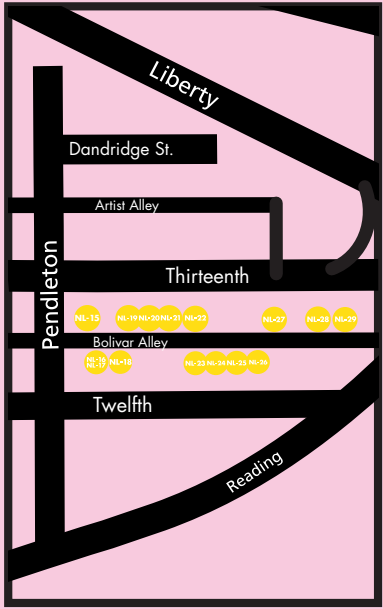 Liberty
Dandridge St.
Artist Alley
Pendleton
Thirteenth
NL-15
NL-19
NL-20
NL-21
NL-22
NL-27
NL-28
NL-29
Bolivar Alley
NL-16
NL-17
NL-18
NL-23
NL-24
NL-25
NL-26
Twelfth
Reading